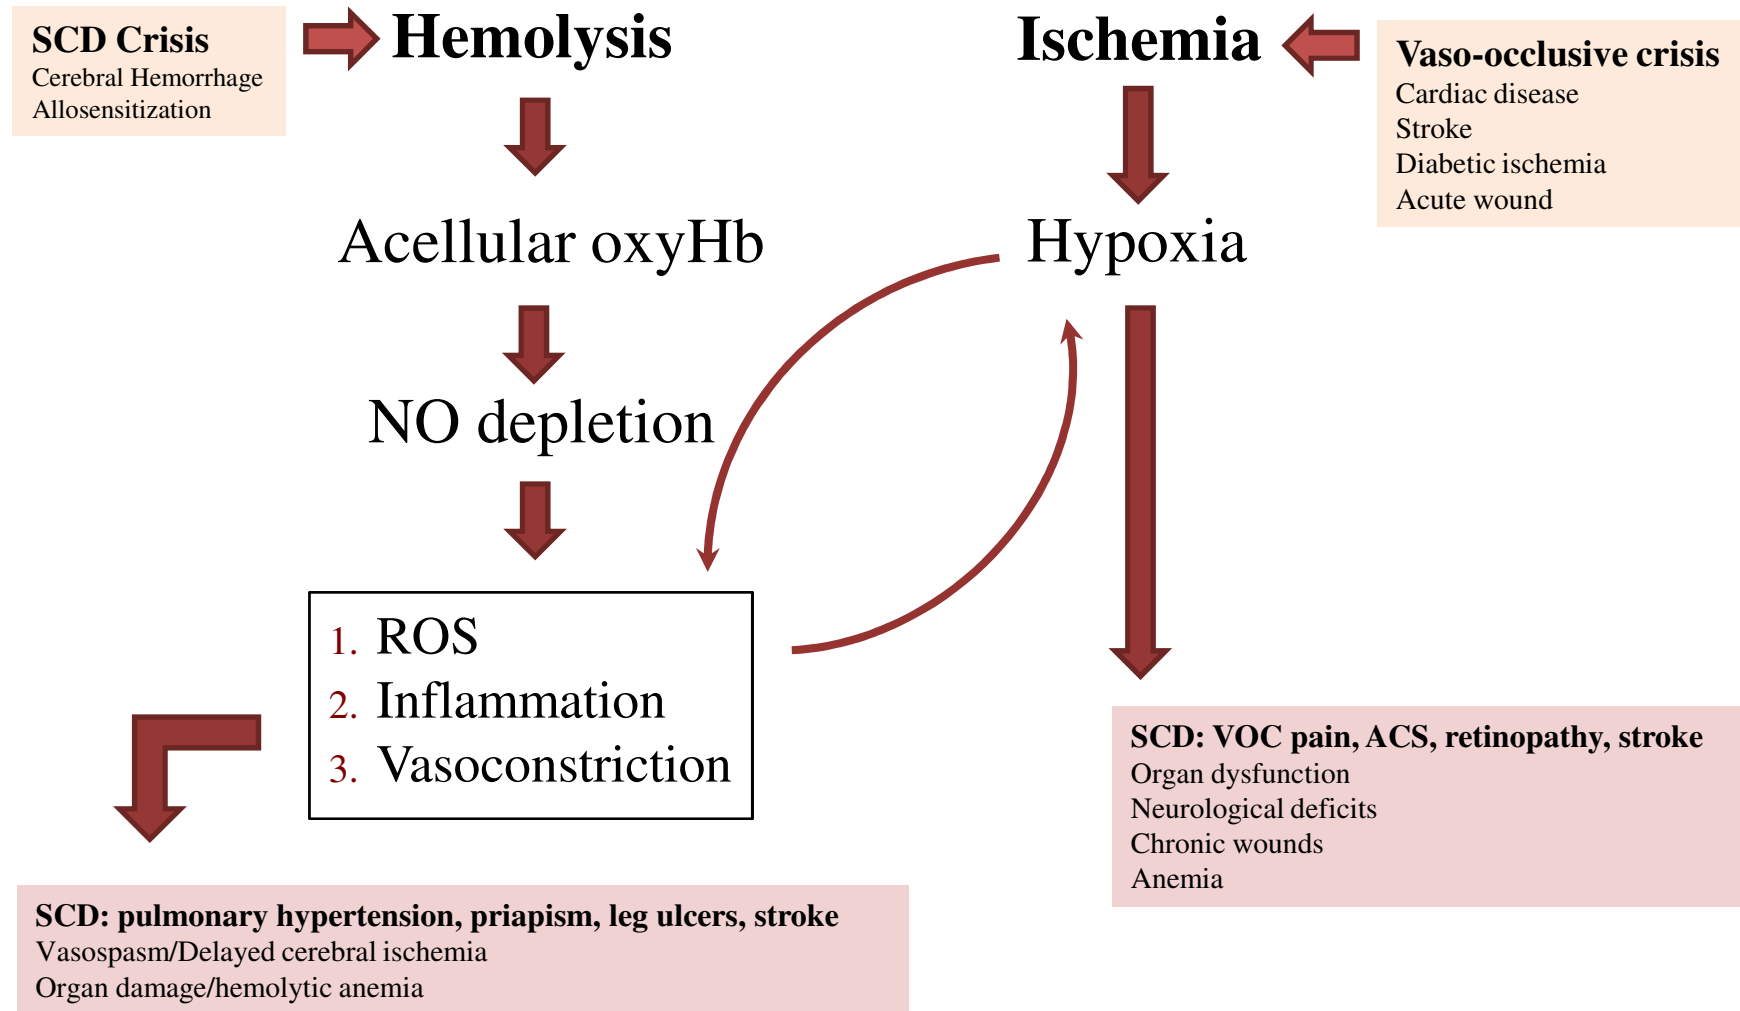 SCD Crisis
Cerebral Hemorrhage
Allosensitization
Hemolysis
Ischemia
Vaso-occlusive crisis
Cardiac disease
Stroke
Diabetic ischemia
Acute wound
Acellular oxyHb
Hypoxia
NO depletion
1. ROS
2. Inflammation
3. Vasoconstriction
SCD: VOC pain, ACS, retinopathy, stroke
Organ dysfunction
Neurological deficits
Chronic wounds
Anemia
SCD: pulmonary hypertension, priapism, leg ulcers, stroke
Vasospasm/Delayed cerebral ischemia
Organ damage/hemolytic anemia